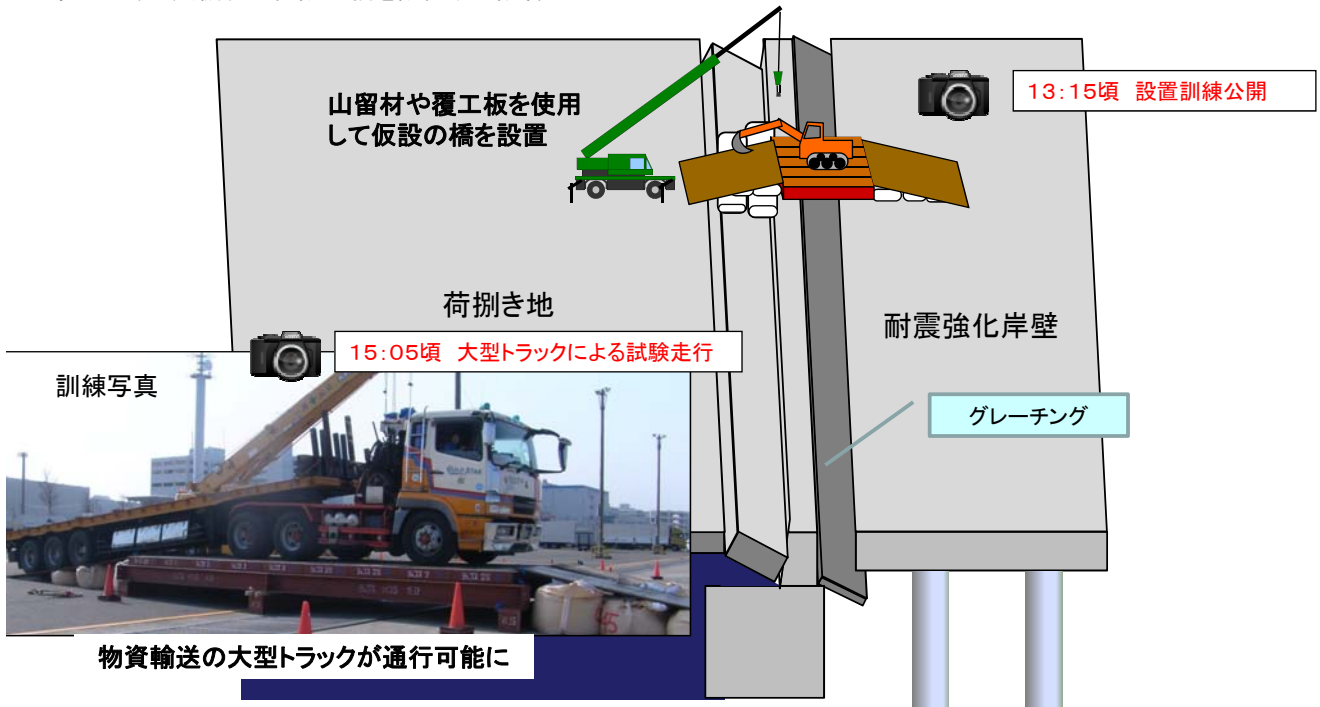 山留材や覆工板を使用
して仮設の橋を設置
13:15頃 設置訓練公開
荷捌き地
耐震強化岸壁
15:05頃 大型トラックによる試験走行
訓練写真
グレーチング
物資輸送の大型トラックが通行可能に